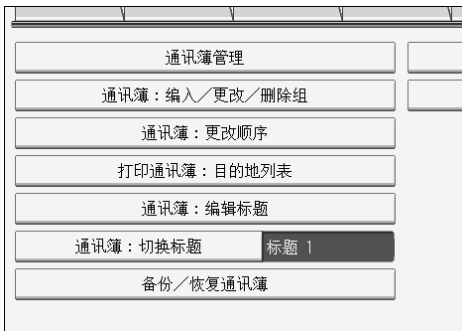 通讯簿管理
通讯簿：编入／更改／删除组
通讯簿：更改顺序
打印通讯簿：目的地列表
通讯簿：编辑标题
通讯簿：切换标题 标题 1
备份／恢复通讯簿